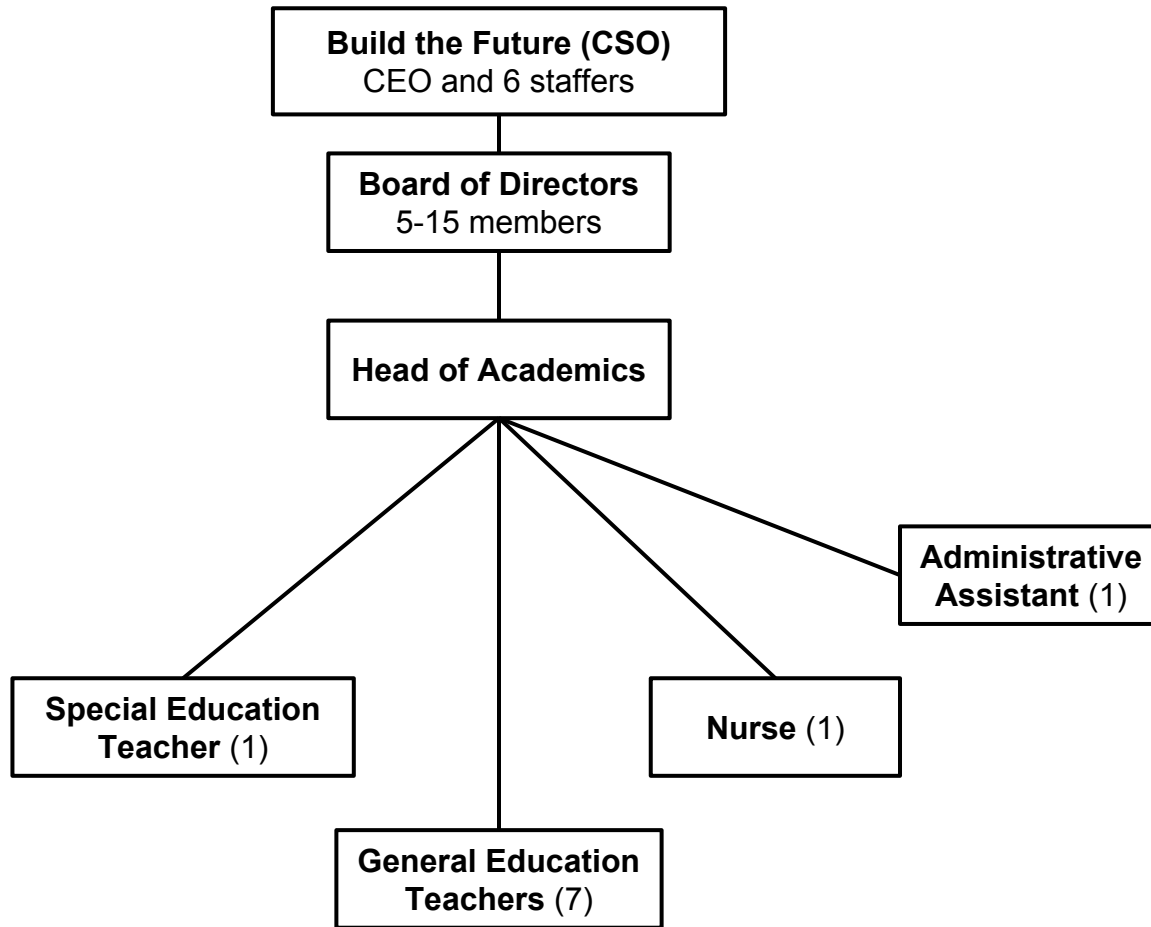 Build the Future (CSO)
CEO and 6 staffers
Board of Directors
5-15 members
Head of Academics
Administrative
Assistant (1)
Special Education
Teacher (1)
Nurse (1)
General Education
Teachers (7)